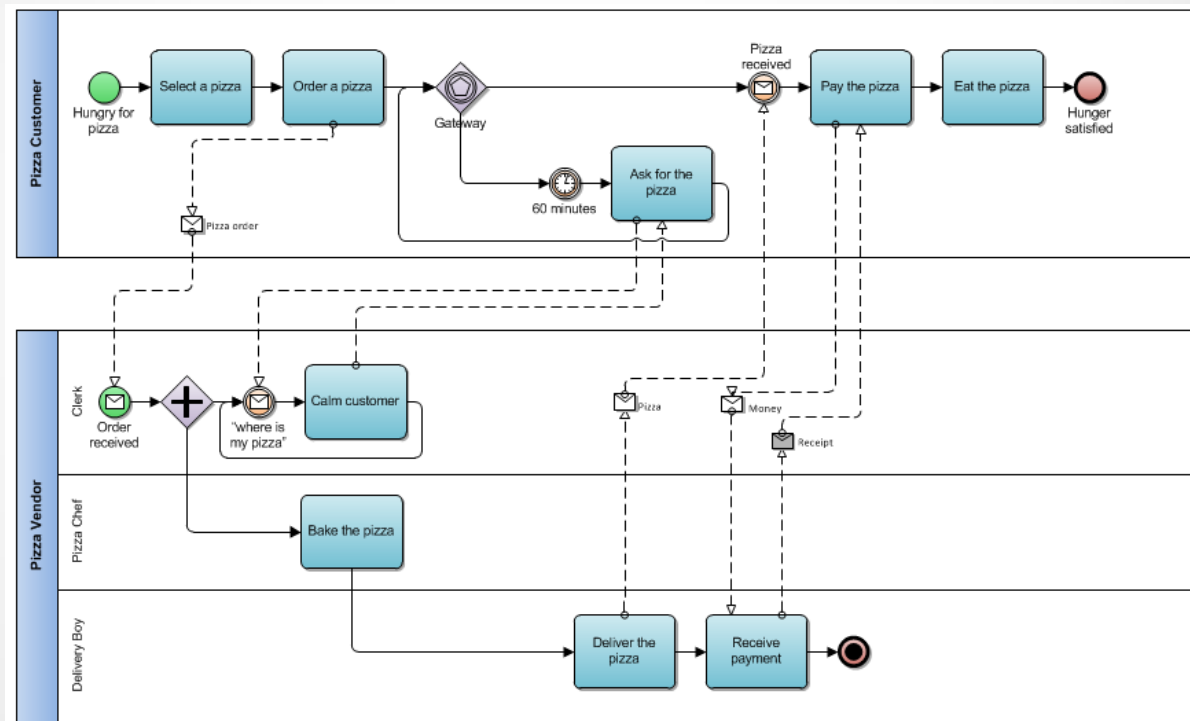 Pizza Customer
Hungry for
pizza
Select a pizza
Order a pizza
Gateway
Pizza
received
Pay the pizza
Eat the pizza
Hunger
satisfied
60 minutes
Ask for the
pizza
Pizza order
Pizza Vendor
Clerk
Order
received
"where is
my pizza"
Calm customer
Pizza
Money
Receipt
Pizza Chef
Bake the pizza
Delivery Boy
Deliver the
pizza
Receive
payment